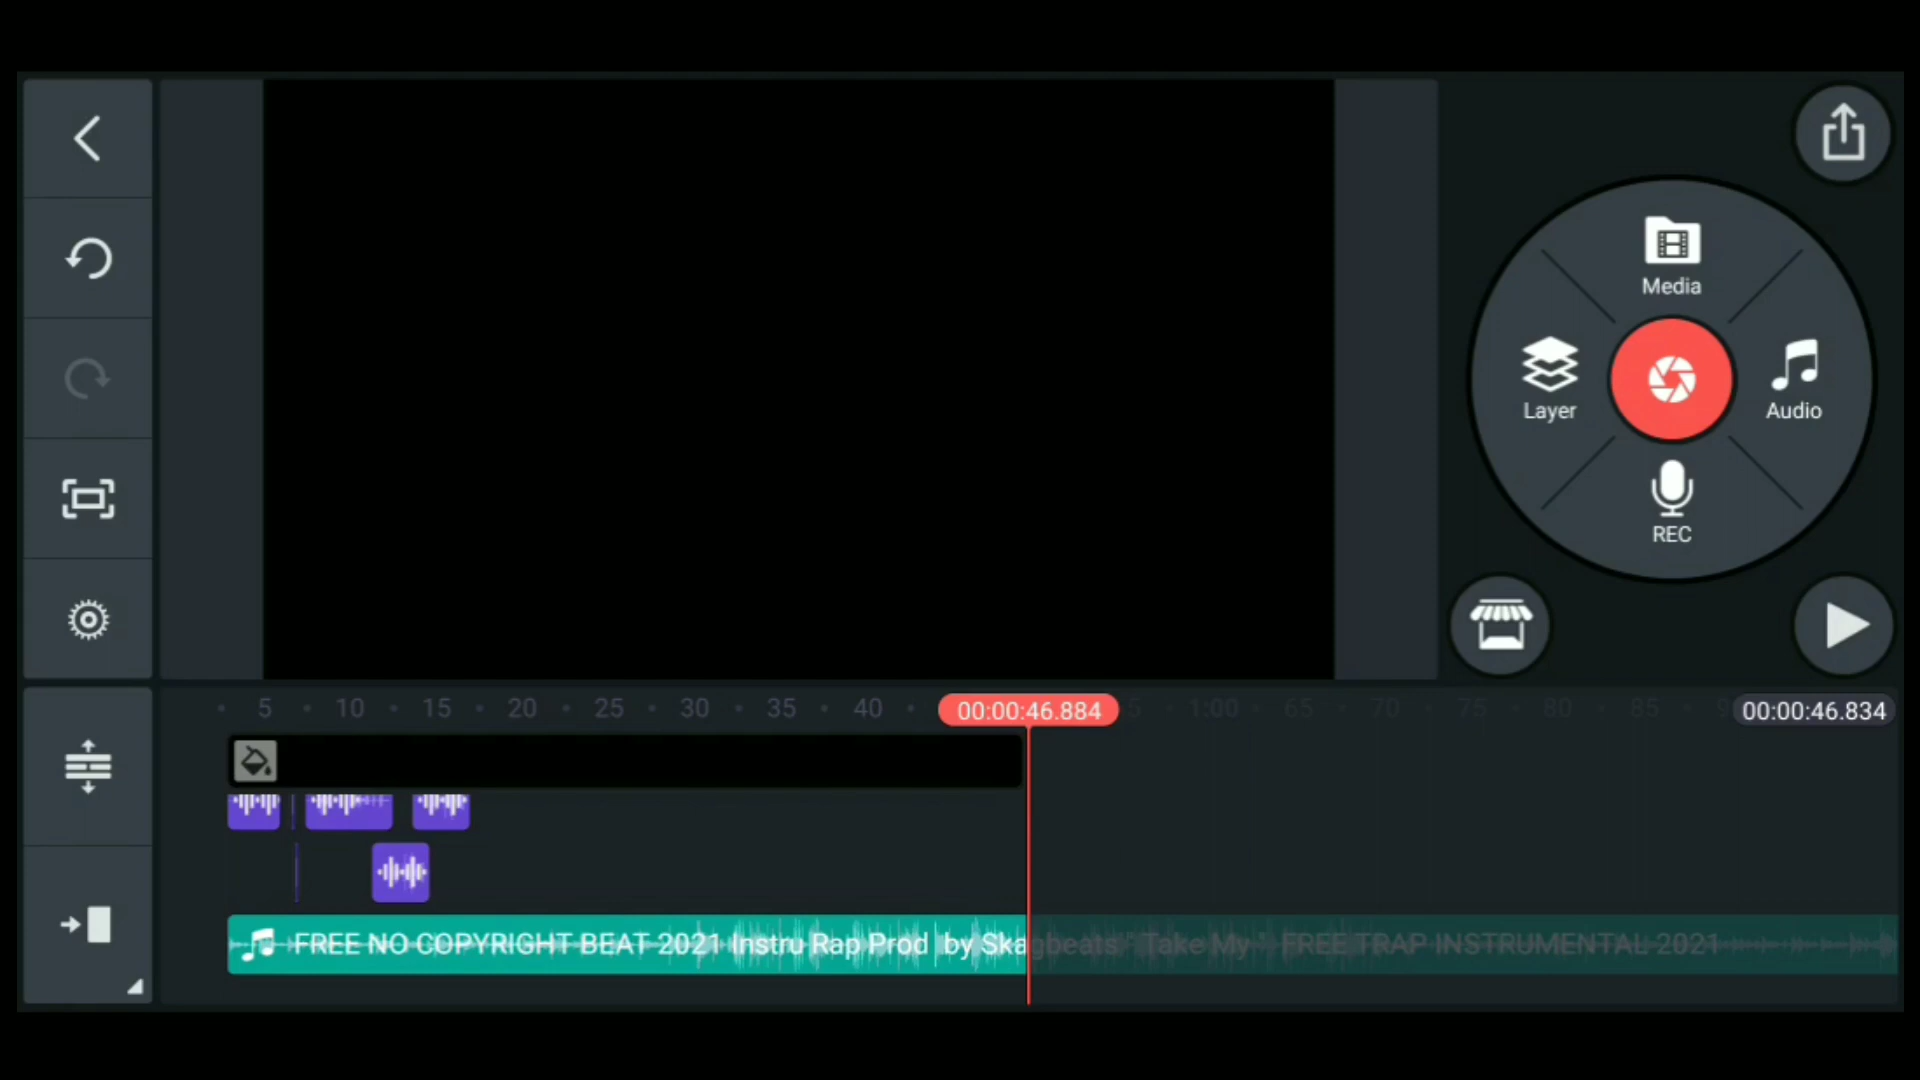 Media
Layer
Audio
REC
5 10 15 20 25 30 35 40 00:00:46.884 5 1:00 65 70 75 80 85 9 00:00:46.834
FREE NO COPYRIGHT BEAT 2021 Instru Rap Prod by Skagbeats " Take My " FREE TRAP INSTRUMENTAL 2021